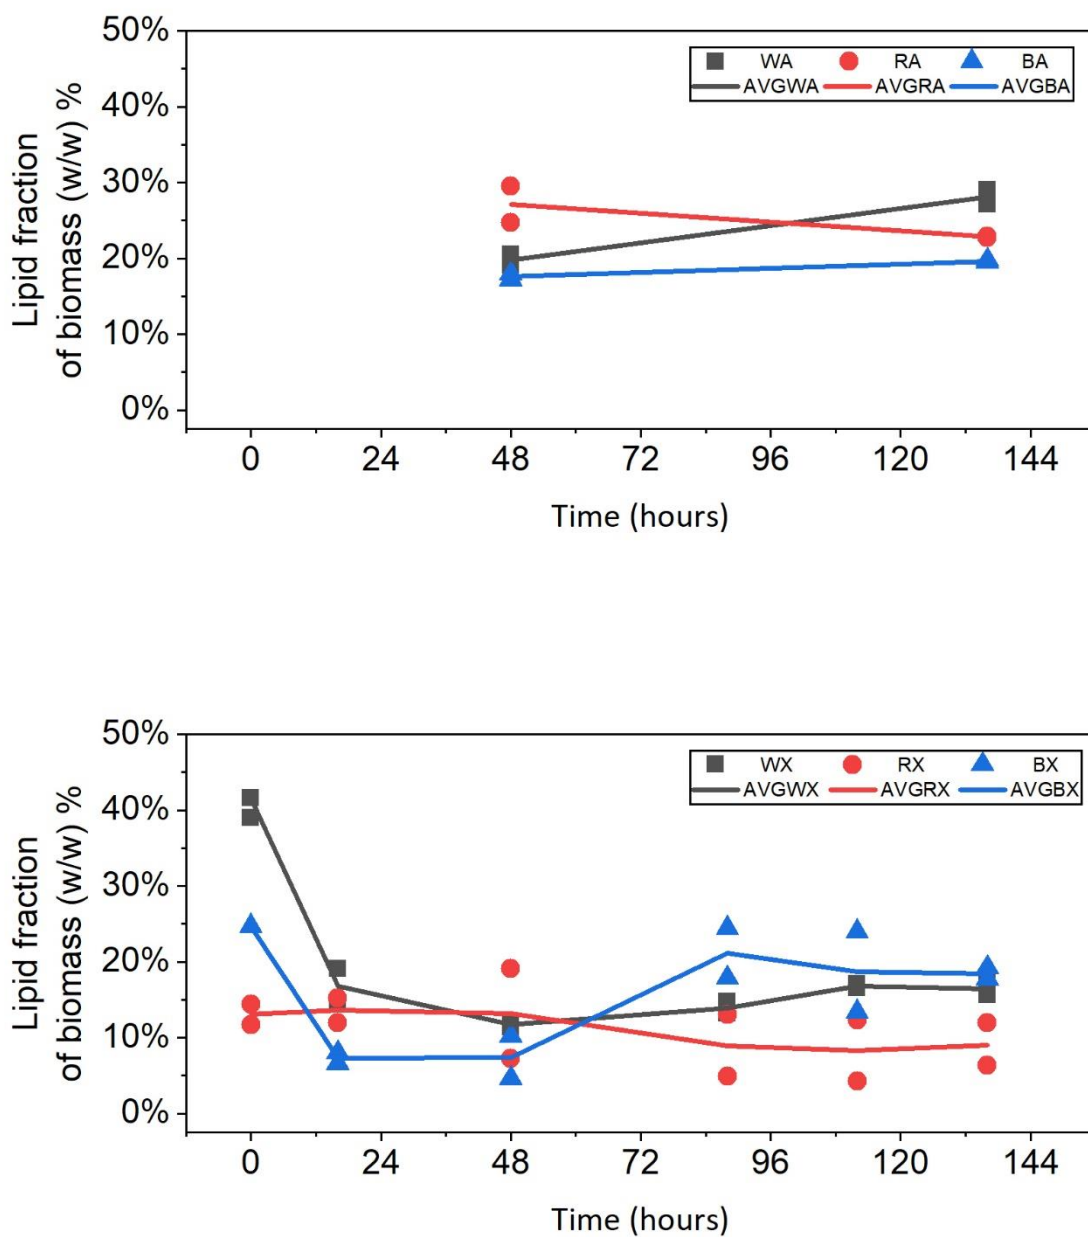 50%
40%
30%
20%
10%
0%
Lipid fraction
of biomass (w/w) %
WA RA BA
AVGWA AVGRA AVGBA
0 24 48 72 96 120 144
Time (hours)
50%
40%
30%
20%
10%
0%
Lipid fraction
of biomass (w/w) %
WX RX BX
AVGWX AVGRX AVGBX
0 24 48 72 96 120 144
Time (hours)